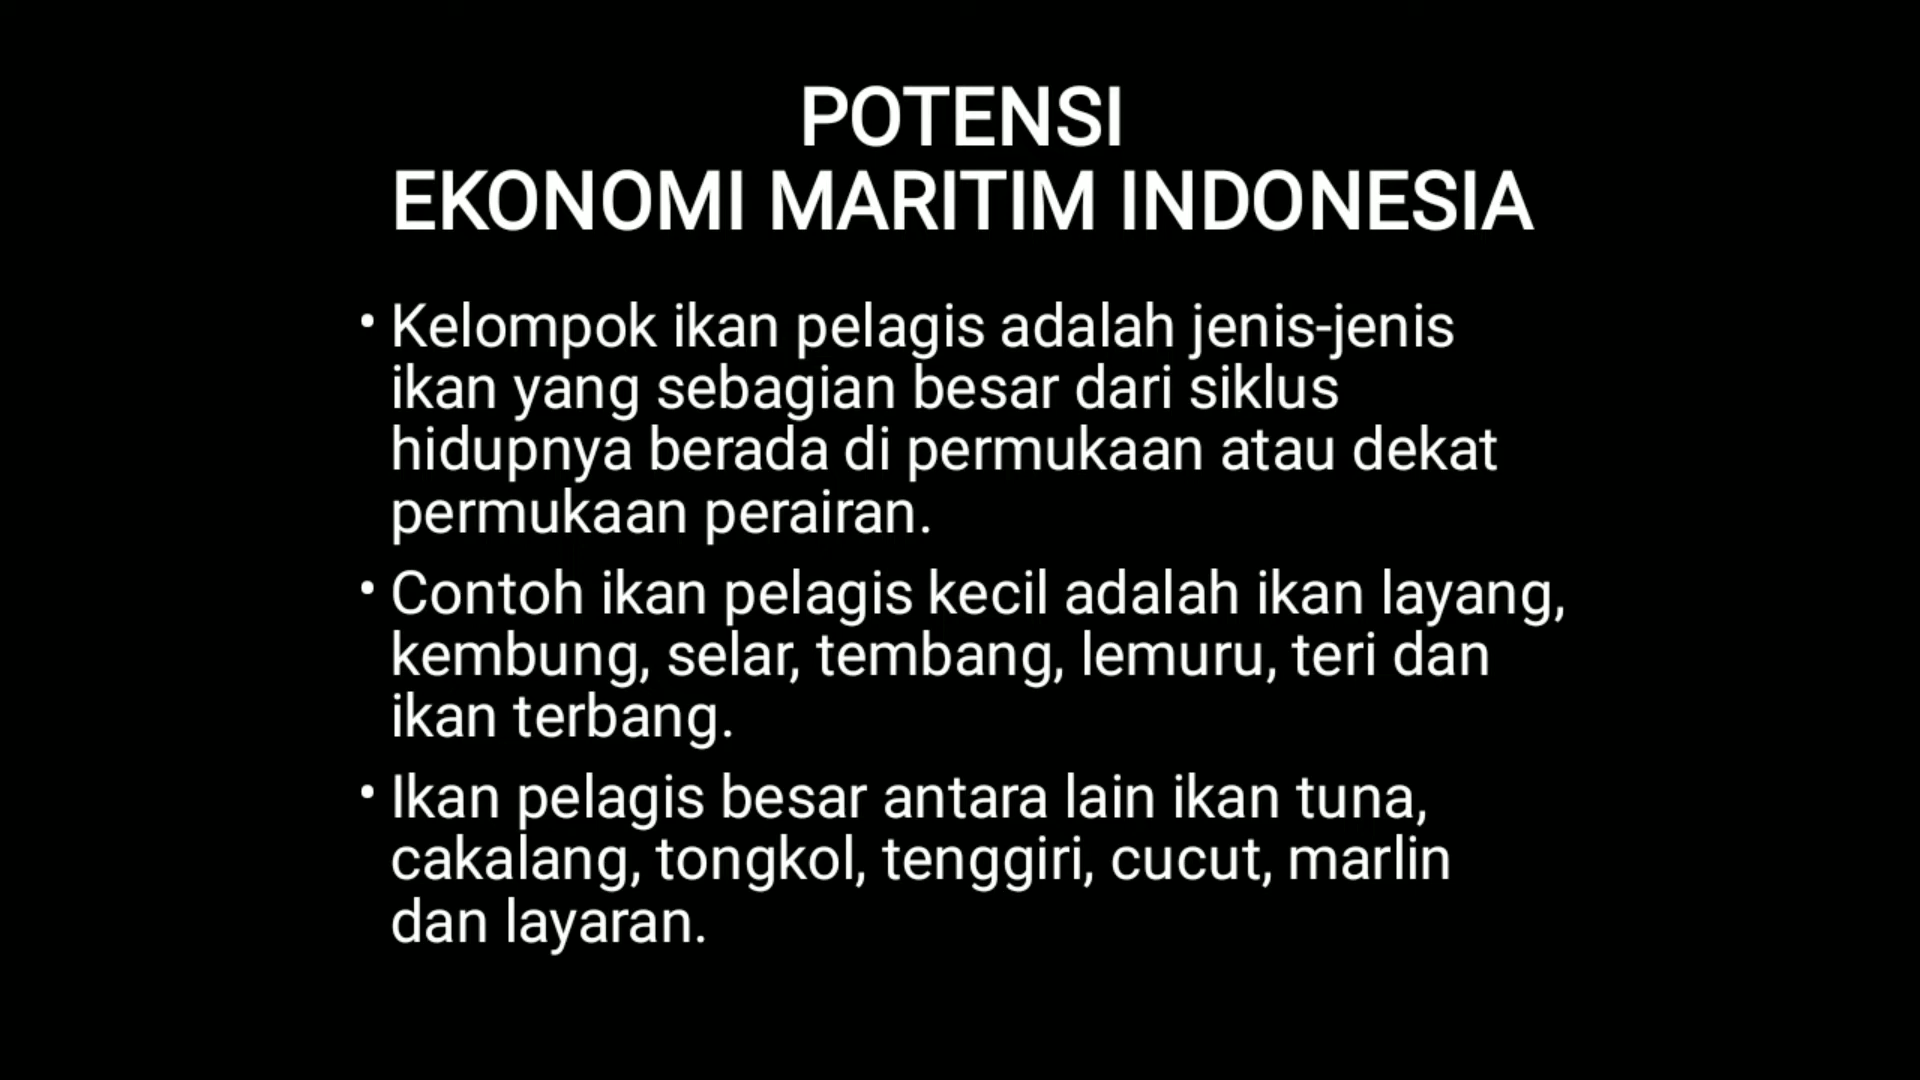 POTENSI
EKONOMI MARITIM INDONESIA
• Kelompok ikan pelagis adalah jenis-jenis
ikan yang sebagian besar dari siklus
hidupnya berada di permukaan atau dekat
permukaan perairan.
• Contoh ikan pelagis kecil adalah ikan layang,
kembung, selar, tembang, lemuru, teri dan
ikan terbang.
• Ikan pelagis besar antara lain ikan tuna,
cakalang, tongkol, tenggiri, cucut, marlin
dan layaran.